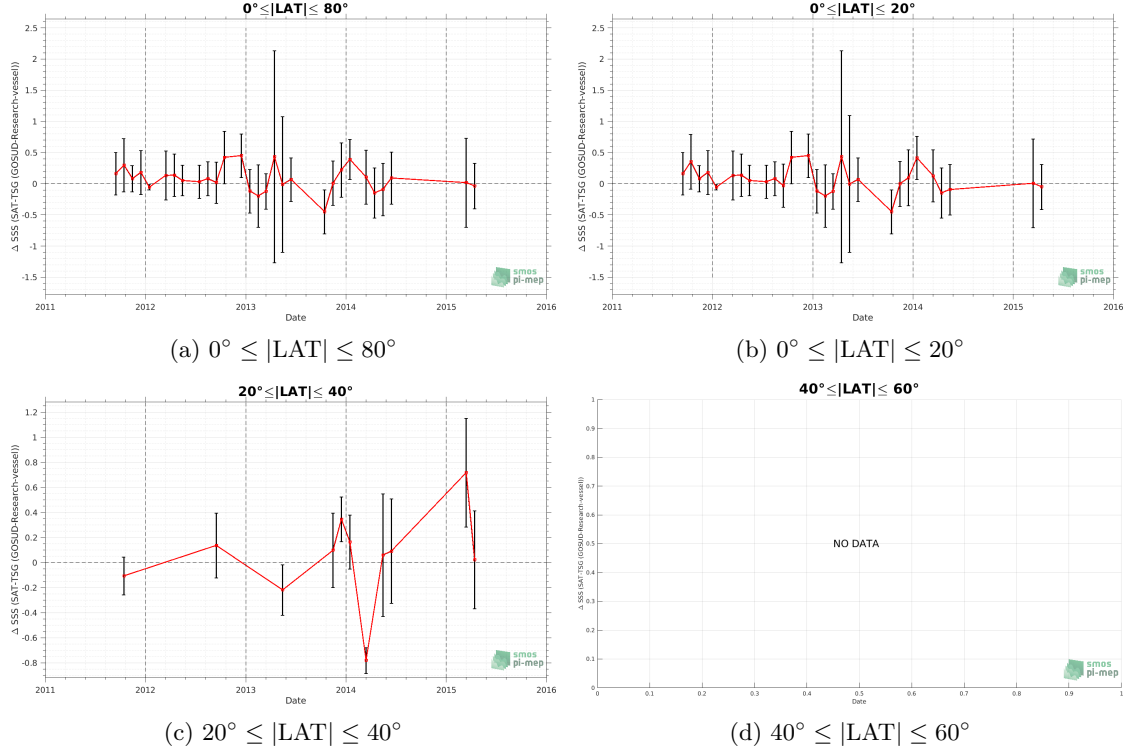 0°≤|LAT|≤ 80°
Δ SSS (SAT-TSG (GOSUD-Research-vessel))
2.5
2
1.5
1
0.5
0
-0.5
-1
-1.5
2011 2012 2013 2014 2015 2016
Date
smos
pi-mep
(a) 0° ≤ |LAT| ≤ 80°
0°≤|LAT|≤ 20°
Δ SSS (SAT-TSG (GOSUD-Research-vessel))
2.5
2
1.5
1
0.5
0
-0.5
-1
-1.5
2011 2012 2013 2014 2015 2016
Date
smos
pi-mep
(b) 0° ≤ |LAT| ≤ 20°
20°≤|LAT|≤ 40°
Δ SSS (SAT-TSG (GOSUD-Research-vessel))
1.2
1
0.8
0.6
0.4
0.2
0
-0.2
-0.4
-0.6
-0.8
2011 2012 2013 2014 2015 2016
Date
smos
pi-mep
(c) 20° ≤ |LAT| ≤ 40°
40°≤|LAT|≤ 60°
Δ SSS (SAT-TSG (GOSUD-Research-vessel))
1
0.9
0.8
0.7
0.6
0.5
0.4
0.3
0.2
0.1
0
NO DATA
0 0.1 0.2 0.3 0.4 0.5 0.6 0.7 0.8 0.9 1
Date
smos
pi-mep
(d) 40° ≤ |LAT| ≤ 60°